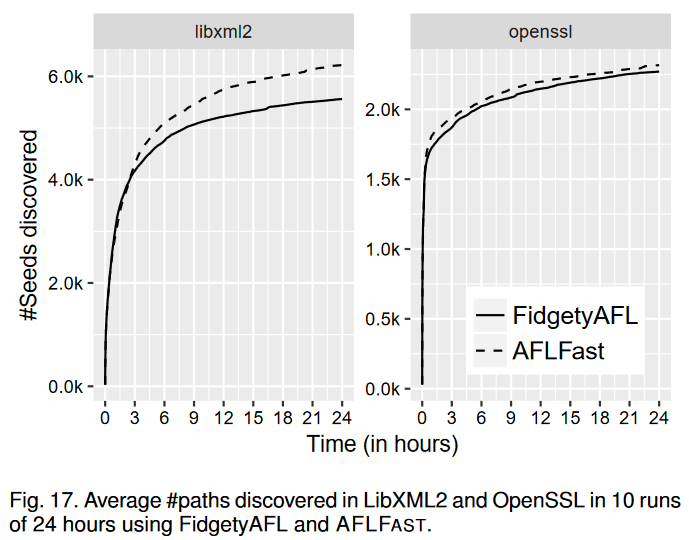 libxml2
openssl
#Seeds discovered
6.0k
4.0k
2.0k
0.0k
0 3 6 9 12 15 18 21 24
2.0k
1.5k
1.0k
0.5k
0.0k
0 3 6 9 12 15 18 21 24
FidgetyAFL
AFLFast
Time (in hours)
Fig. 17. Average #paths discovered in LibXML2 and OpenSSL in 10 runs
of 24 hours using FidgetyAFL and AFLFAST.